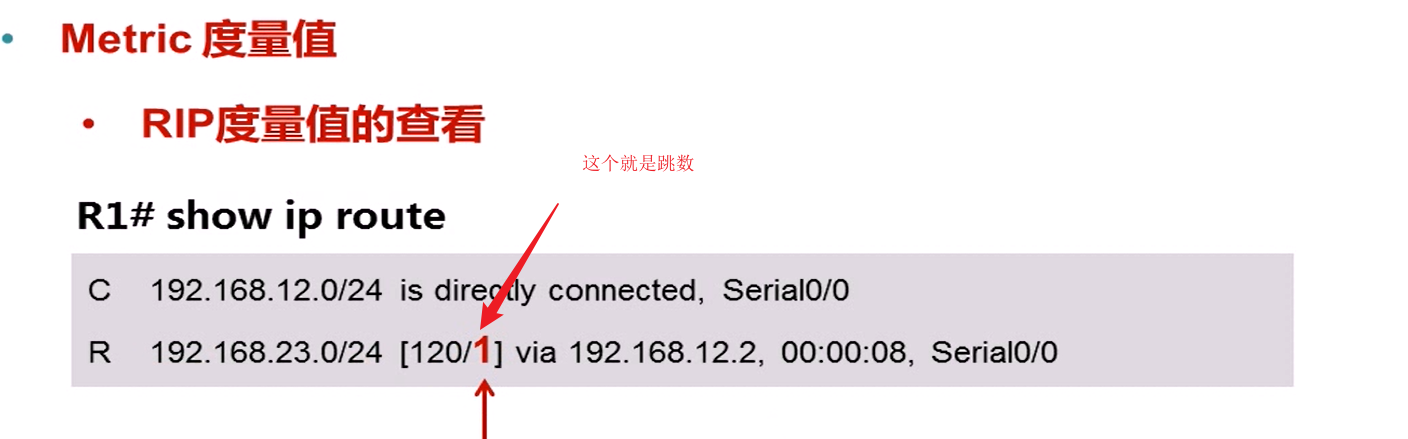 • Metric 度量值
• RIP度量值的查看
这个就是跳数
R1# show ip route
C 192.168.12.0/24 is directly connected, Serial0/0
R 192.168.23.0/24 [120/1] via 192.168.12.2, 00:00:08, Serial0/0